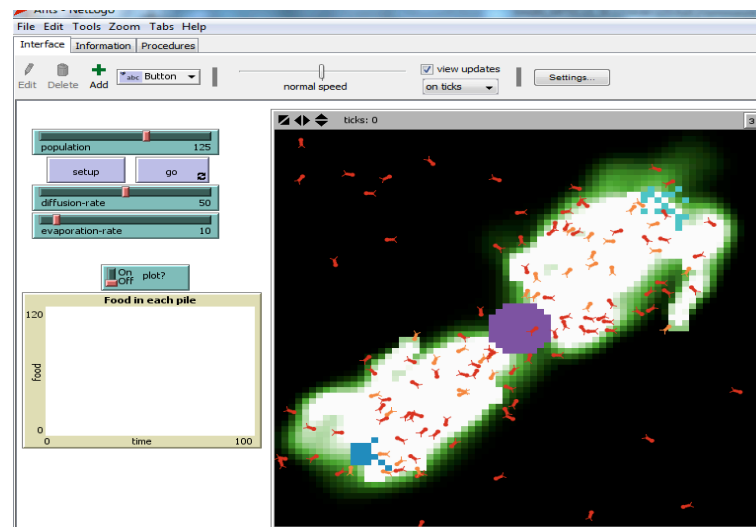 Ants - NetLogo
File Edit Tools Zoom Tabs Help
Interface Information Procedures
Edit Delete Add abc Button normal speed view updates on ticks Settings...
ticks: 0 3
population 125
setup go
diffusion-rate 50
evaporation-rate 10
On
Off plot?
Food in each pile
120
food
0
0 time 100